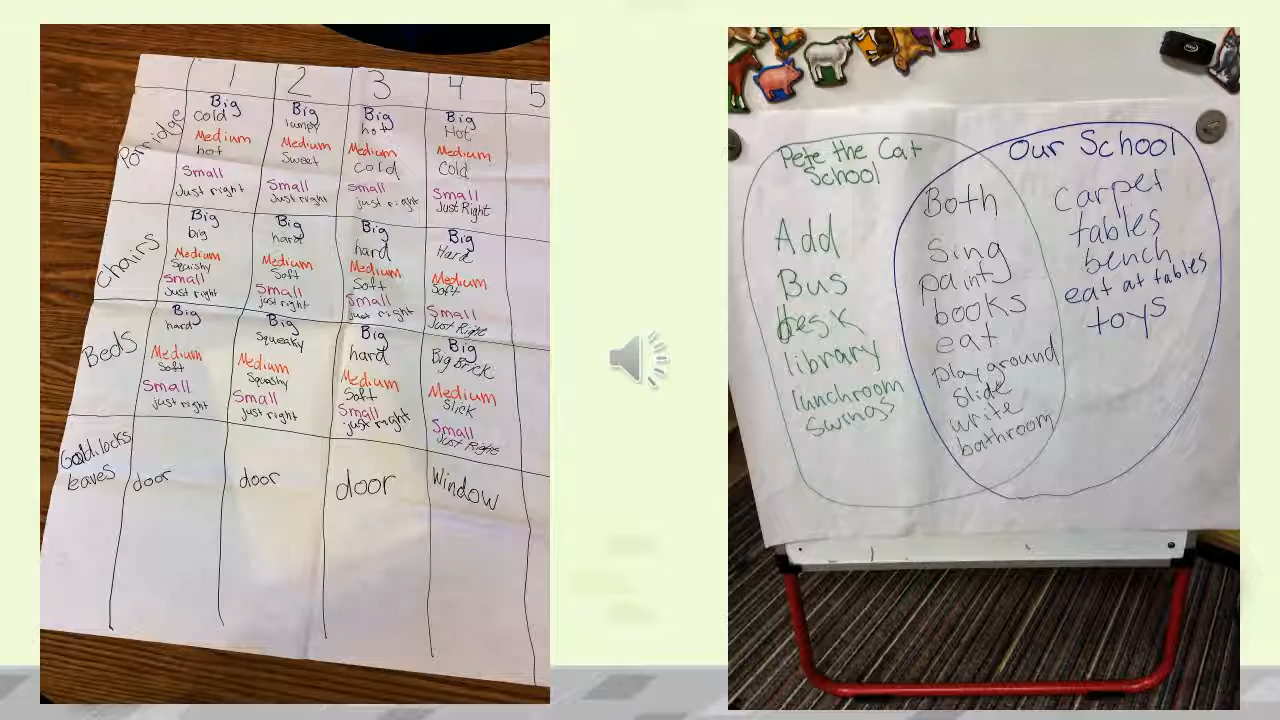 1 2 3 4 5
Porridge
Big
cold
Medium
hot
Small
Just right
Big
lumpy
Medium
Sweet
Small
Just right
Big
hot
Medium
cold
small
just right
Big
Hot
Medium
Cold
Small
Just Right
Chairs
Big
big
Medium
Squishy
Small
Just right
Big
hard
Medium
Soft
Small
just right
Big
hard
Medium
Soft
Small
just right
Big
Hard
Medium
Soft
Small
Just Right
Beds
Big
hard
Medium
Soft
Small
just right
Big
Squeaky
Medium
Squashy
Small
just right
Big
hard
Medium
Soft
Small
just right
Big
Big Brick
Medium
Slick
Small
Just Right
Goldilocks
leaves
door
door
door
Window
Pete the Cat
School
Add
Bus
desk
library
lunchroom
swings
Both
Sing
paint
books
eat
playground
slide
write
bathroom
Our School
Carpet
tables
bench
eat at tables
toys